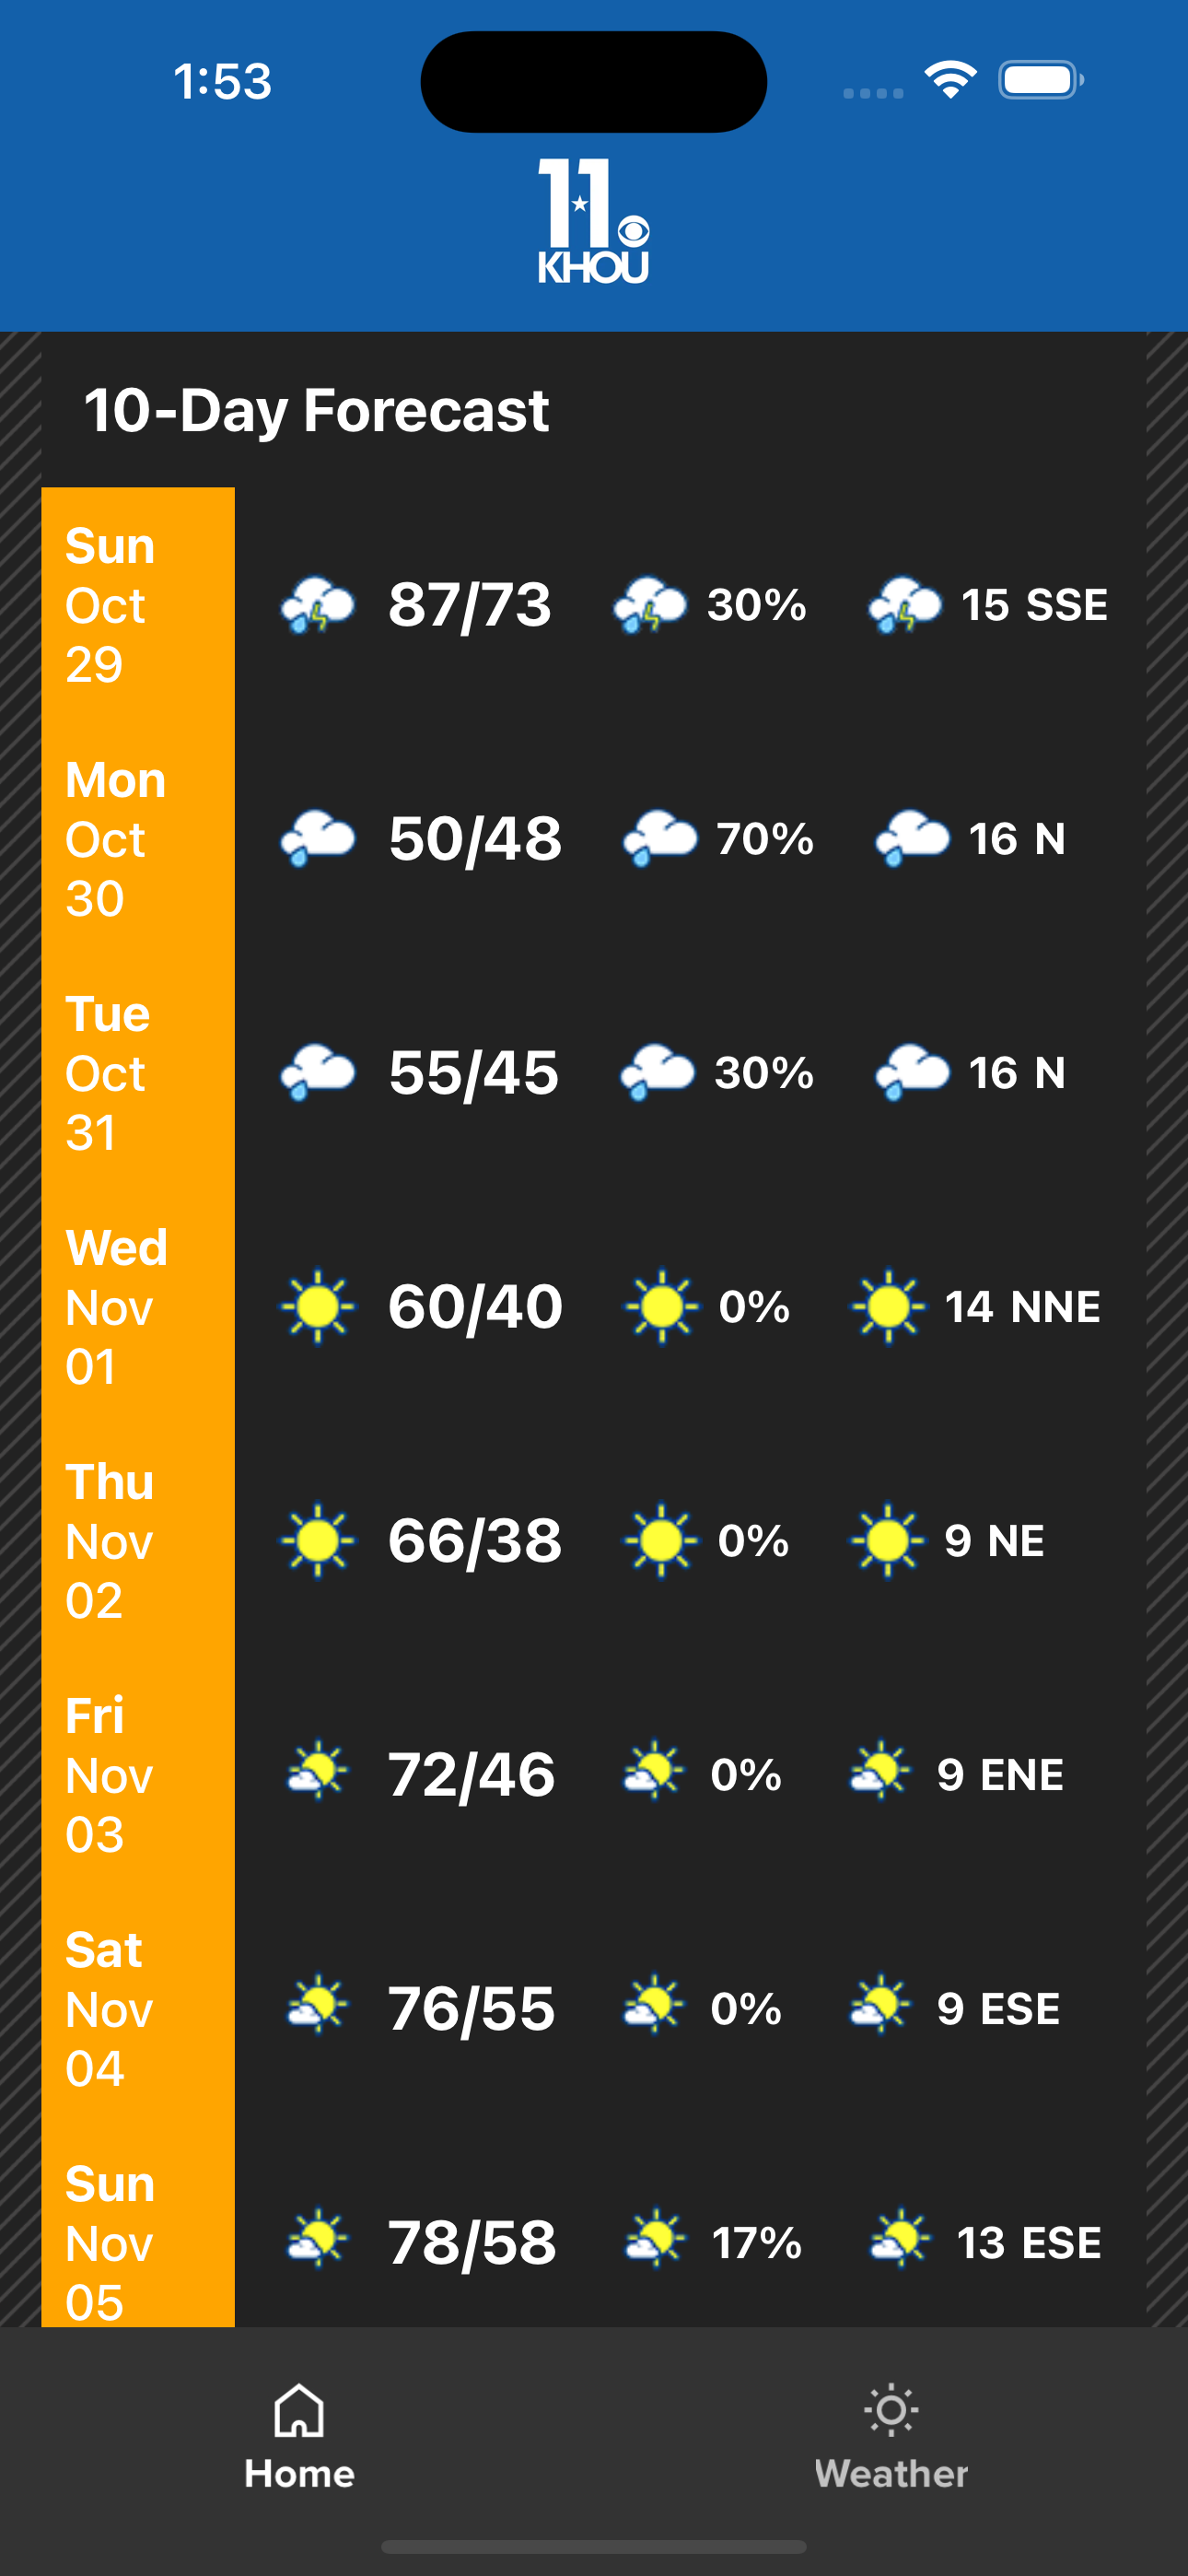 1:53
11
KHOU
10-Day Forecast
Sun
Oct
29
87/73 30% 15 SSE
Mon
Oct
30
50/48 70% 16 N
Tue
Oct
31
55/45 30% 16 N
Wed
Nov
01
60/40 0% 14 NNE
Thu
Nov
02
66/38 0% 9 NE
Fri
Nov
03
72/46 0% 9 ENE
Sat
Nov
04
76/55 0% 9 ESE
Sun
Nov
05
78/58 17% 13 ESE
Home Weather